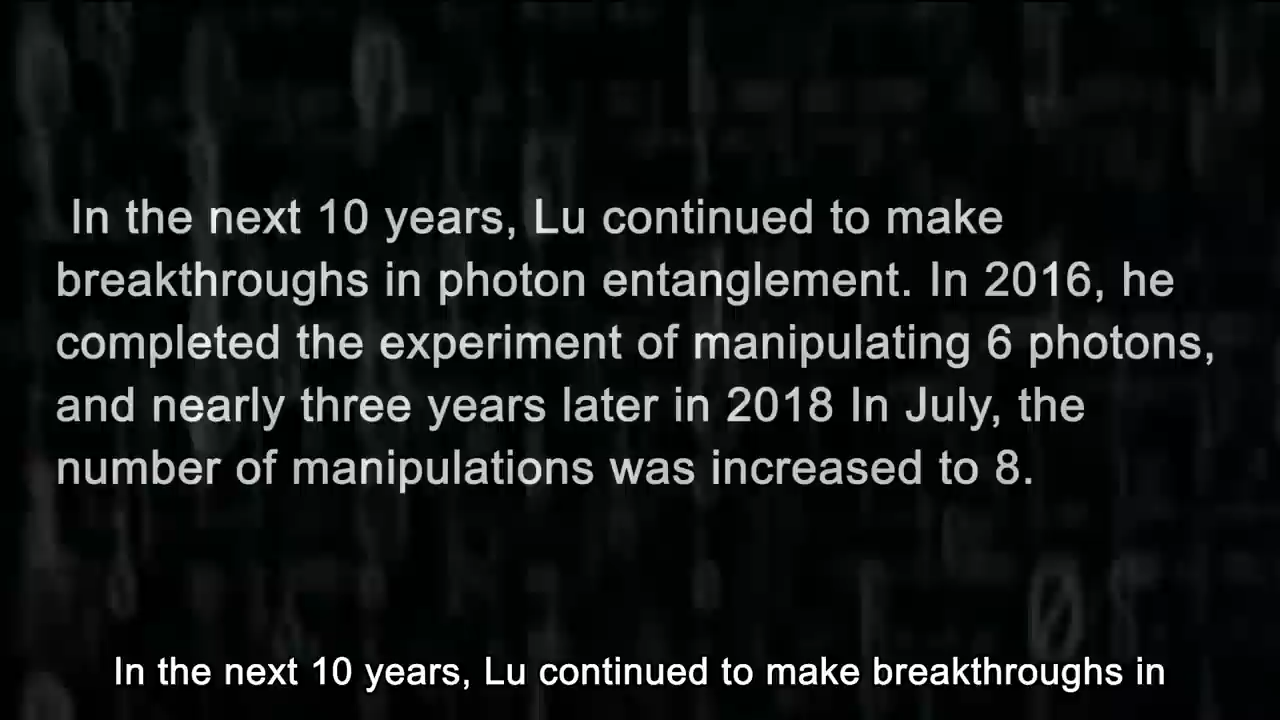 In the next 10 years, Lu continued to make
breakthroughs in photon entanglement. In 2016, he
completed the experiment of manipulating 6 photons,
and nearly three years later in 2018 In July, the
number of manipulations was increased to 8.
In the next 10 years, Lu continued to make breakthroughs in